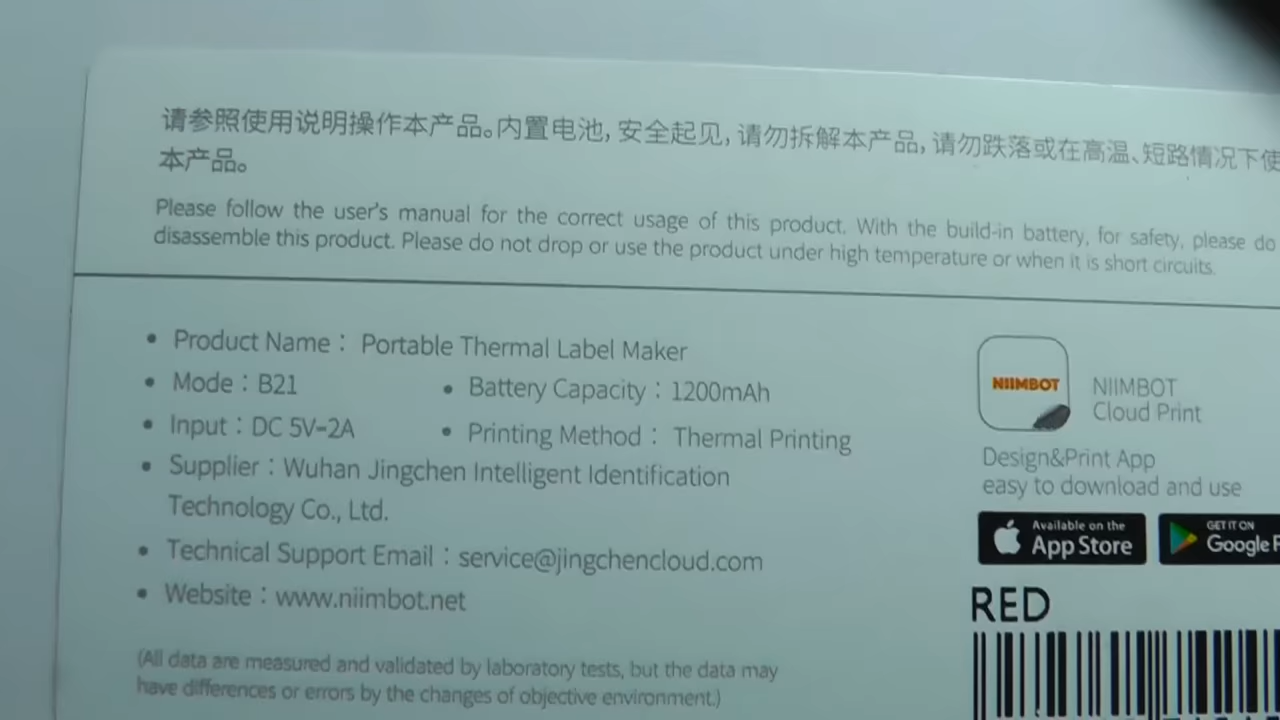 请参照使用说明操作本产品。内置电池，安全起见，请勿拆解本产品，请勿跌落或在高温、短路情况下使
本产品。
Please follow the user's manual for the correct usage of this product. With the build-in battery, for safety, please do
disassemble this product. Please do not drop or use the product under high temperature or when it is short circuits.
• Product Name： Portable Thermal Label Maker
• Mode：B21
• Battery Capacity：1200mAh
• Input：DC 5V-2A
• Printing Method： Thermal Printing
• Supplier：Wuhan Jingchen Intelligent Identification
Technology Co., Ltd.
• Technical Support Email：service@jingchencloud.com
• Website：www.niimbot.net
(All data are measured and validated by laboratory tests, but the data may
have differences or errors by the changes of objective environment.)
NIIMBOT
NIIMBOT
Cloud Print
Design&Print App
easy to download and use
Available on the
App Store
GET IT ON
Google
RED